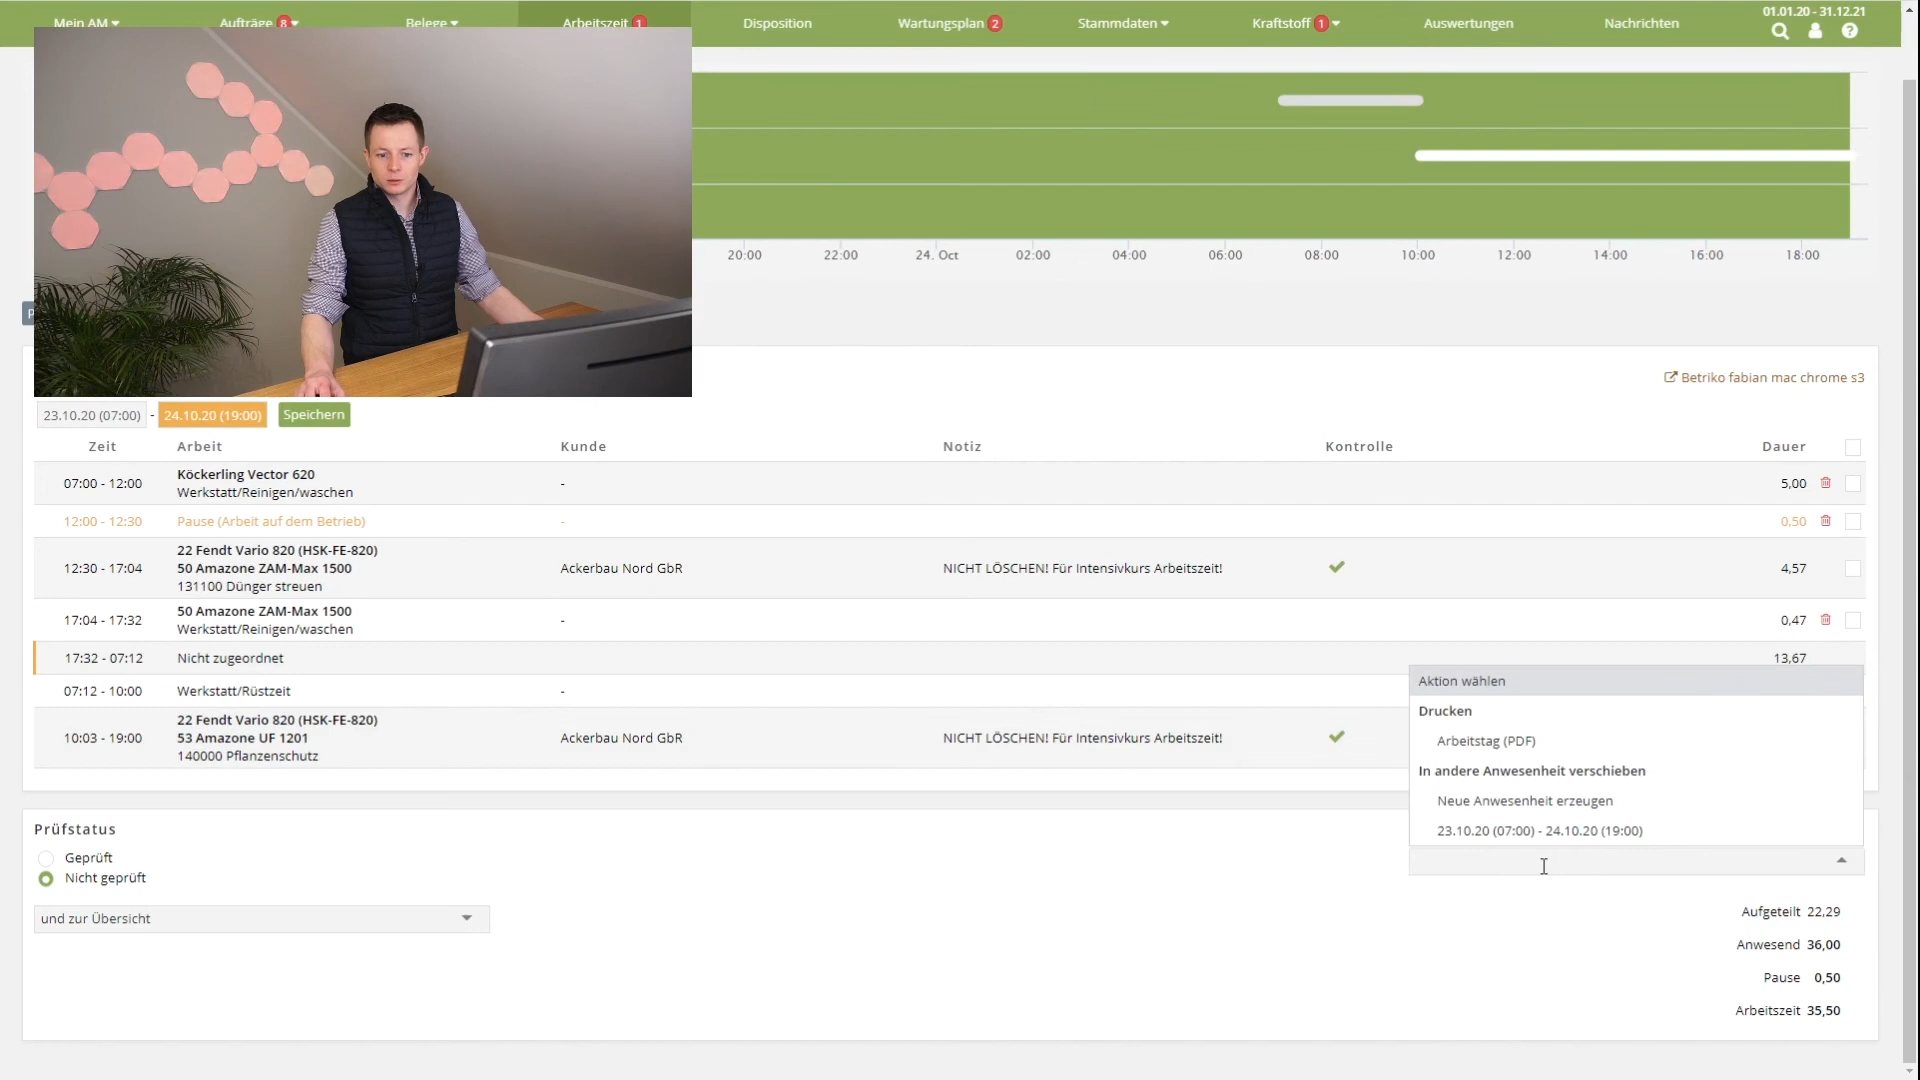 Mein AM
Aufträge 8
Belege
Arbeitszeit 1
Disposition
Wartungsplan 2
Stammdaten
Kraftstoff 1
Auswertungen
Nachrichten
01.01.20 - 31.12.21
20:00 22:00 24. Oct 02:00 04:00 06:00 08:00 10:00 12:00 14:00 16:00 18:00
P
Betriko fabian mac chrome s3
23.10.20 (07:00) - 24.10.20 (19:00) Speichern
Zeit Arbeit Kunde Notiz Kontrolle Dauer
Köckerling Vector 620
07:00 - 12:00 Werkstatt/Reinigen/waschen - 5,00
12:00 - 12:30 Pause (Arbeit auf dem Betrieb) - 0,50
22 Fendt Vario 820 (HSK-FE-820)
12:30 - 17:04 50 Amazone ZAM-Max 1500 Ackerbau Nord GbR NICHT LÖSCHEN! Für Intensivkurs Arbeitszeit! 4,57
131100 Dünger streuen
50 Amazone ZAM-Max 1500
17:04 - 17:32 Werkstatt/Reinigen/waschen - 0,47
17:32 - 07:12 Nicht zugeordnet 13,67
07:12 - 10:00 Werkstatt/Rüstzeit -
22 Fendt Vario 820 (HSK-FE-820)
10:03 - 19:00 53 Amazone UF 1201 Ackerbau Nord GbR NICHT LÖSCHEN! Für Intensivkurs Arbeitszeit!
140000 Pflanzenschutz
Aktion wählen
Drucken
Arbeitstag (PDF)
In andere Anwesenheit verschieben
Neue Anwesenheit erzeugen
23.10.20 (07:00) - 24.10.20 (19:00)
Prüfstatus
Geprüft
Nicht geprüft
und zur Übersicht
Aufgeteilt 22,29
Anwesend 36,00
Pause 0,50
Arbeitszeit 35,50